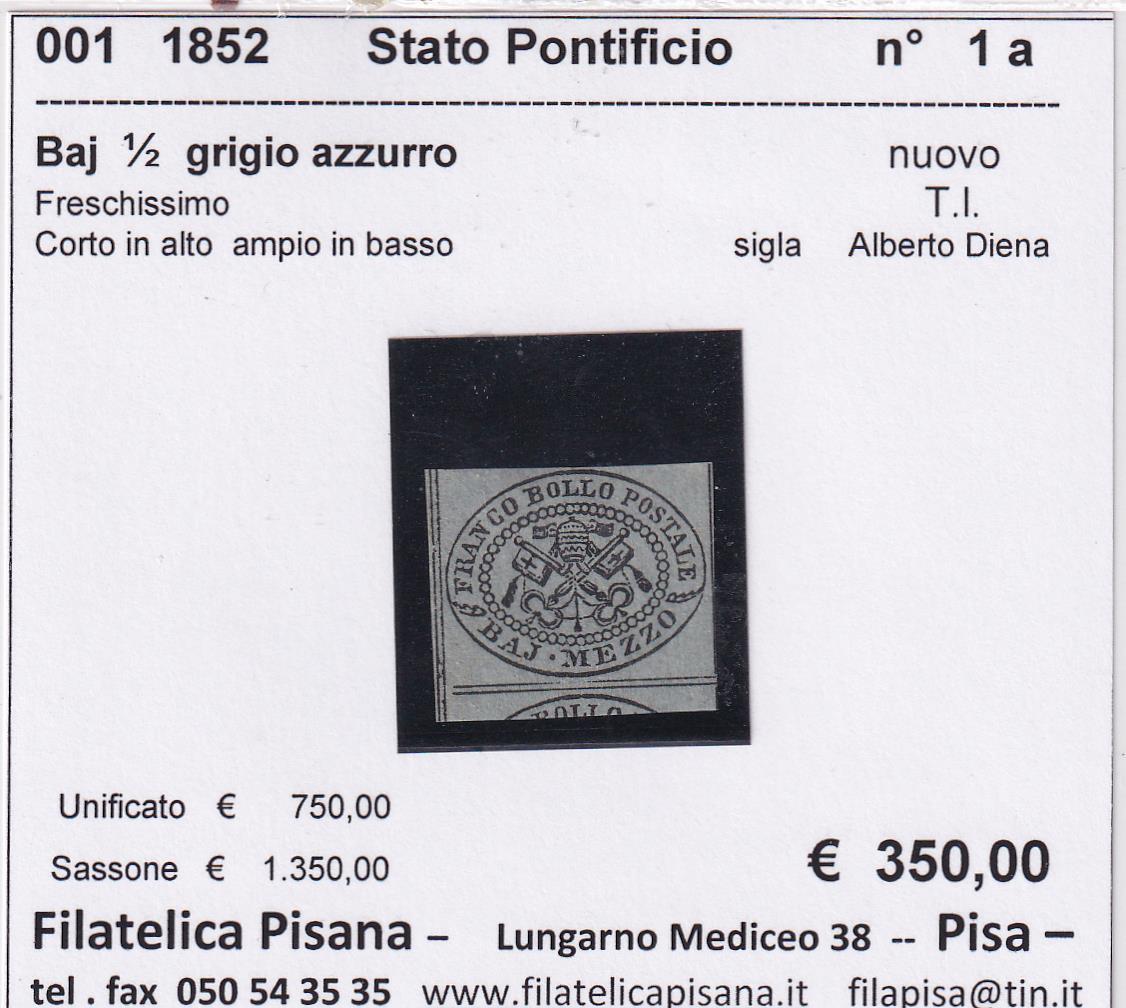 001 1852 Stato Pontificio n° 1 a
--------------------------------------------------------------------------------
Baj ½ grigio azzurro nuovo
Freschissimo T.I.
Corto in alto ampio in basso sigla Alberto Diena
FRANCO BOLLO POSTALE
BAJ · MEZZO
BOLLO
Unificato € 750,00
€ 350,00
Sassone € 1.350,00
Filatelica Pisana – Lungarno Mediceo 38 -- Pisa –
tel . fax 050 54 35 35 www.filatelicapisana.it filapisa@tin.it